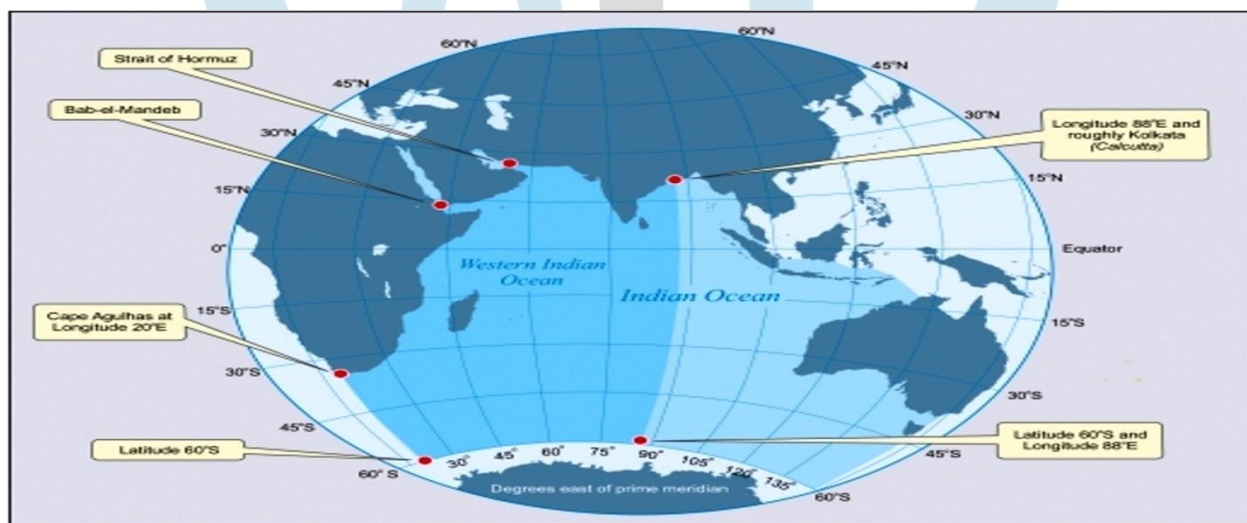 60°N
60°N
Strait of Hormuz
45°N
45°N
Bab-el-Mandeb
30°N
30°N
Longitude 88°E and
roughly Kolkata
(Calcutta)
15°N
15°N
0°
Equator
Western Indian
Ocean
Indian Ocean
15°S
15°S
Cape Agulhas at
Longitude 20°E
30°S
30°S
45°S
45°S
Latitude 60°S
Latitude 60°S and
Longitude 88°E
60° S
30°
45°
60°
75°
90°
105°
120°
135°
60°S
Degrees east of prime meridian